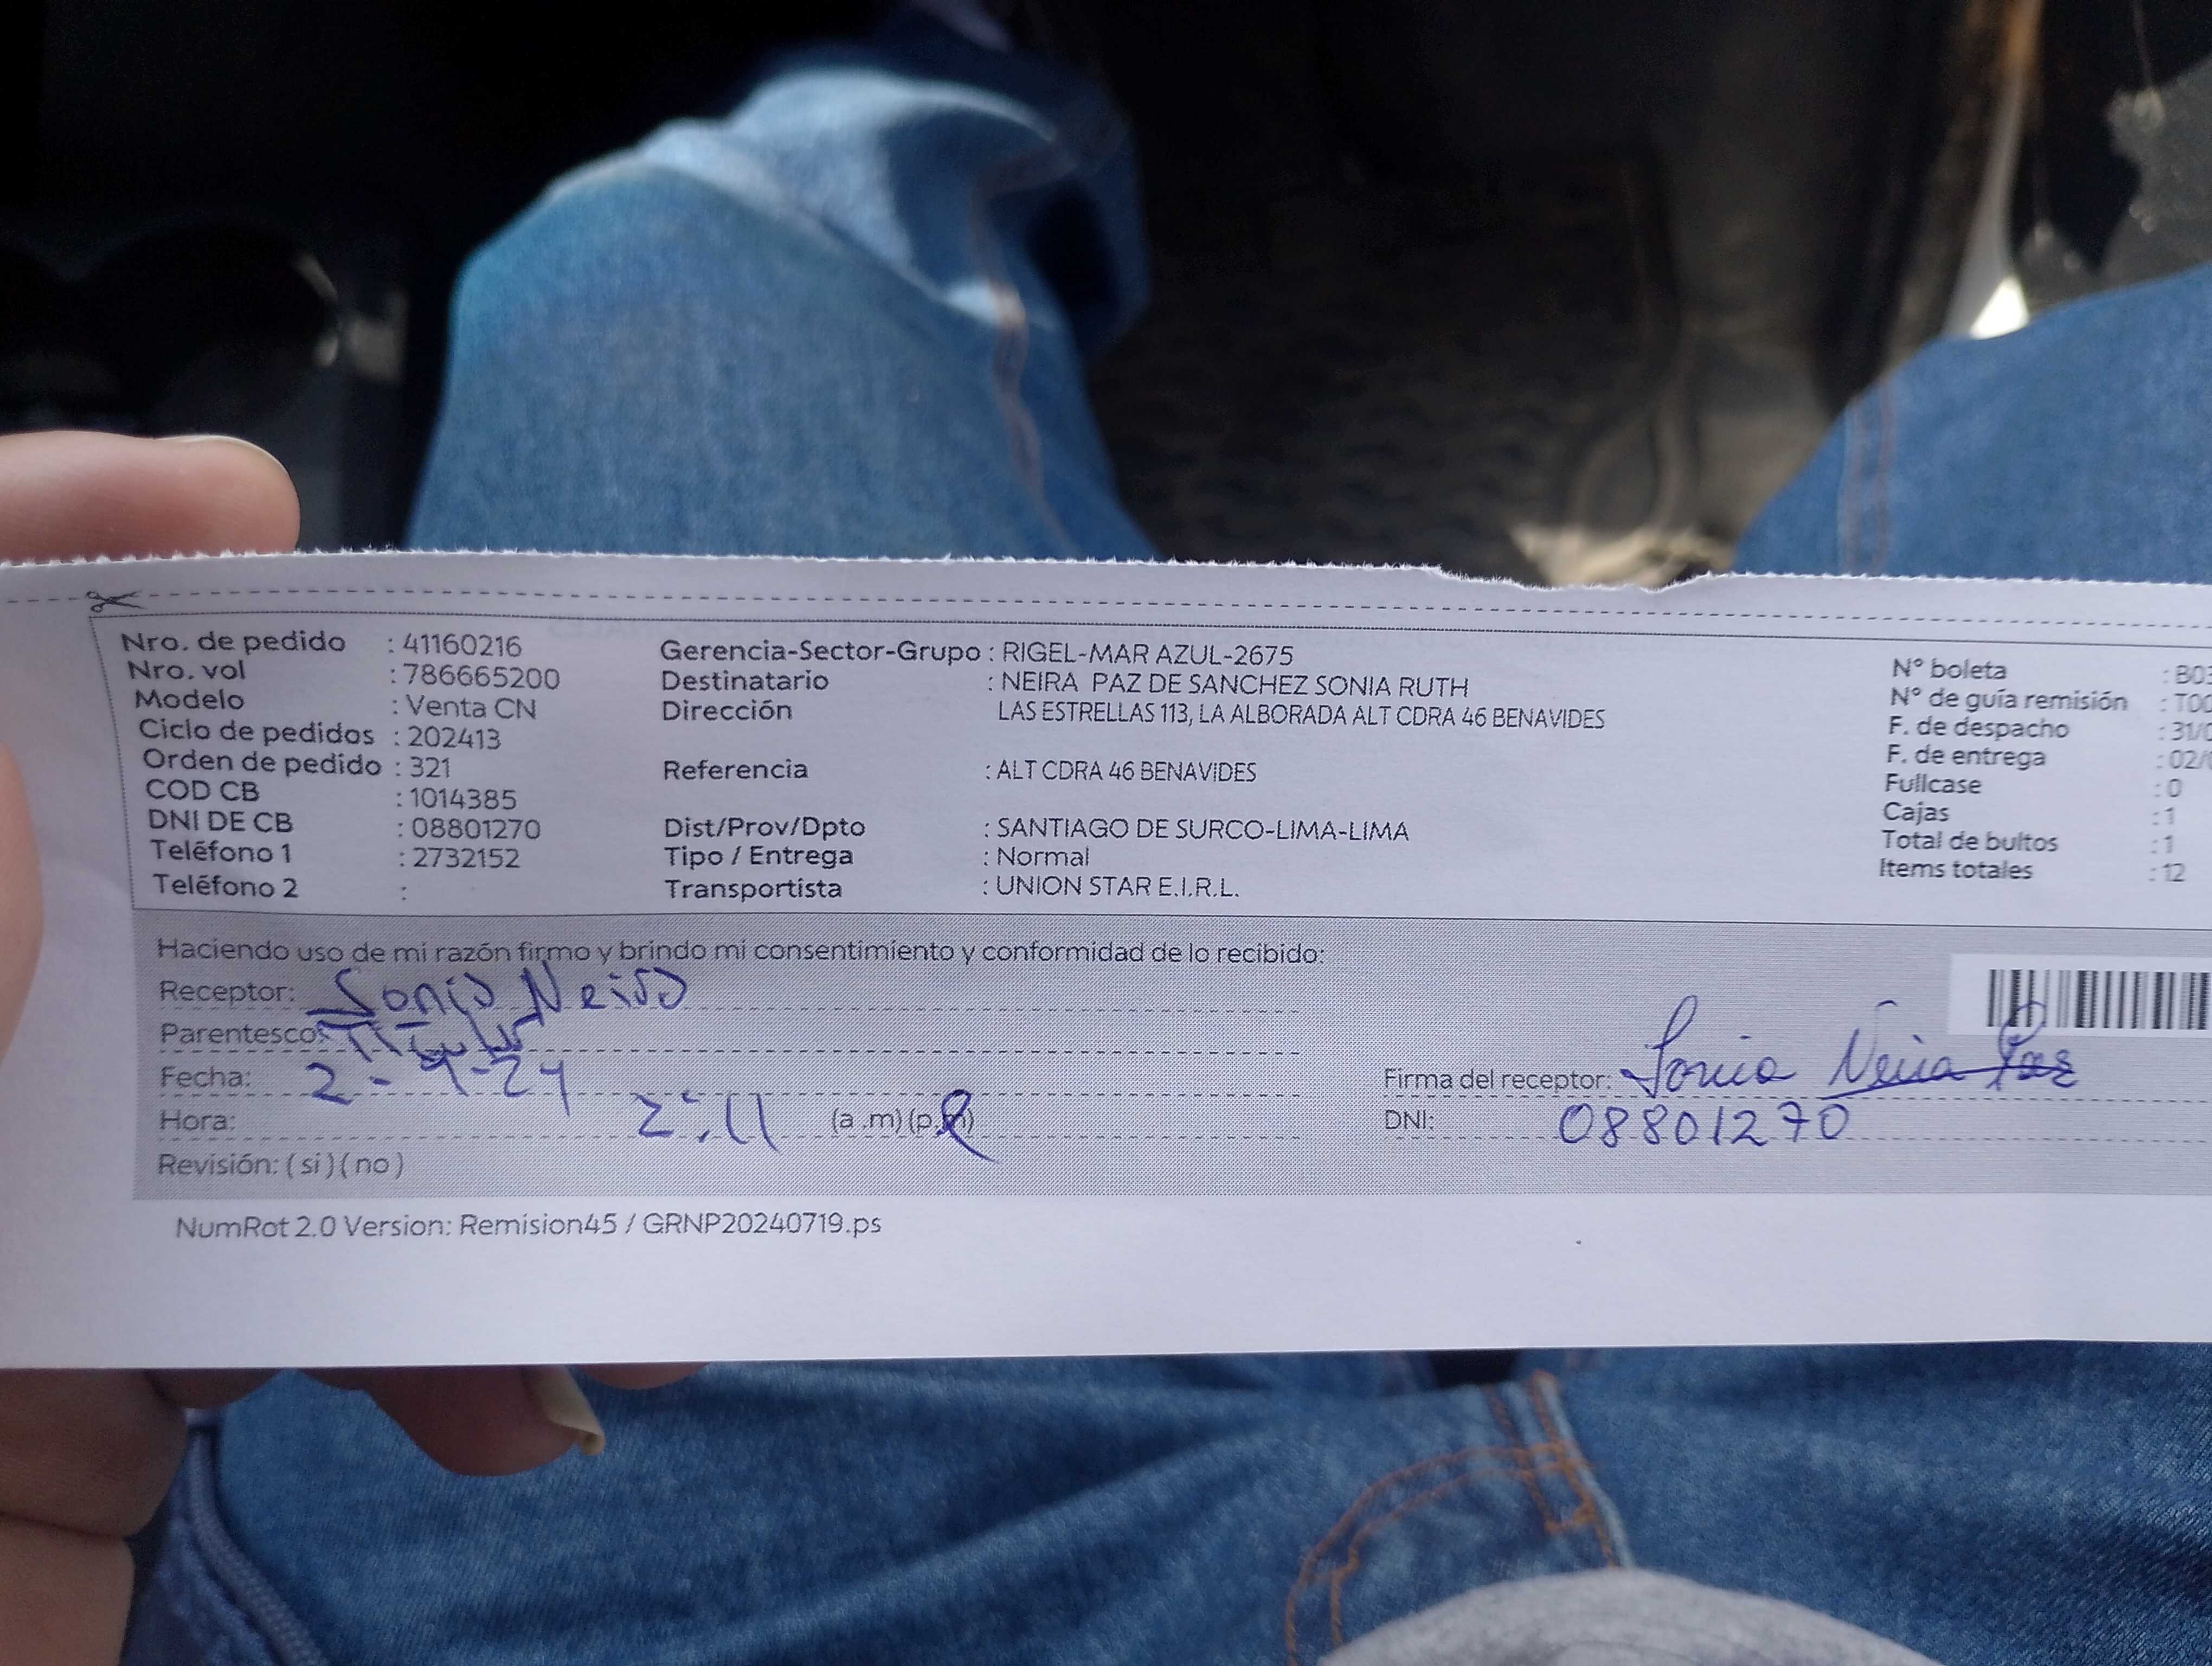 Nro. de pedido : 41160216
Nro. vol : 786665200
Modelo : Venta CN
Ciclo de pedidos : 202413
Orden de pedido : 321
COD CB : 1014385
DNI DE CB : 08801270
Teléfono 1 : 2732152
Teléfono 2 :
Gerencia-Sector-Grupo : RIGEL-MAR AZUL-2675
Destinatario : NEIRA PAZ DE SANCHEZ SONIA RUTH
Dirección LAS ESTRELLAS 113, LA ALBORADA ALT CDRA 46 BENAVIDES
Referencia : ALT CDRA 46 BENAVIDES
Dist/Prov/Dpto : SANTIAGO DE SURCO-LIMA-LIMA
Tipo / Entrega : Normal
Transportista : UNION STAR E.I.R.L.
N° boleta : B03
N° de guía remisión : T00
F. de despacho : 31/0
F. de entrega : 02/
Fullcase : 0
Cajas : 1
Total de bultos : 1
Items totales : 12
Haciendo uso de mi razón firmo y brindo mi consentimiento y conformidad de lo recibido:
Receptor: Sonia Neira
Parentesco: Titular
Fecha: 2-9-24
Hora: 2:11 (a .m) (p.m)
Revisión: ( si ) ( no )
Firma del receptor: Sonia Neira Paz
DNI: 08801270
NumRot 2.0 Version: Remision45 / GRNP20240719.ps